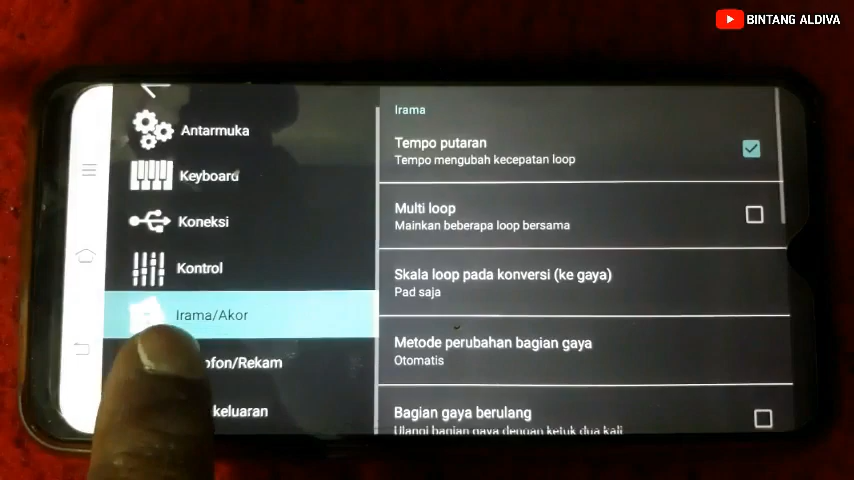 BINTANG ALDIVA
Antarmuka
Keyboard
Koneksi
Kontrol
Irama/Akor
ofon/Rekam
keluaran
Irama
Tempo putaran
Tempo mengubah kecepatan loop
Multi loop
Mainkan beberapa loop bersama
Skala loop pada konversi (ke gaya)
Pad saja
Metode perubahan bagian gaya
Otomatis
Bagian gaya berulang
Ulangi bagian gaya dengan ketuk dua kali